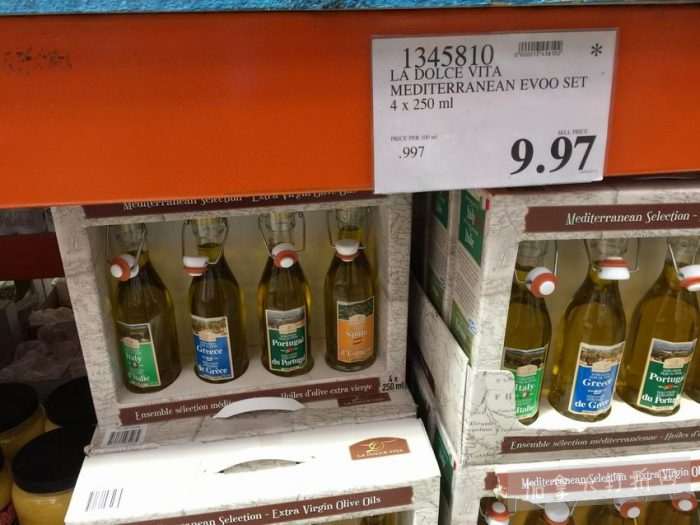 1345810
*
LA DOLCE VITA
MEDITERRANEAN EVOO SET
4 x 250 ml
PRICE PER 100 ml
.997
SELL PRICE
9.97
Mediterranean Selection - Extra Virgin Olive Oils
Italy
d'Italie
Greece
de Grèce
Portugal
du Portugal
Spain
4 x
250 ml
Ensemble sélection
Huiles d'olive extra vierge
LA DOLCE VITA
Mediterranean Selection - Extra Virgin Olive Oils
Mediterranean Selection -
Italy
d'Italie
Greece
de Grèce
Portugal
du Portugal
Ensemble sélection méditerranéenne - Huiles
Mediterranean Selection - Extra Virgin